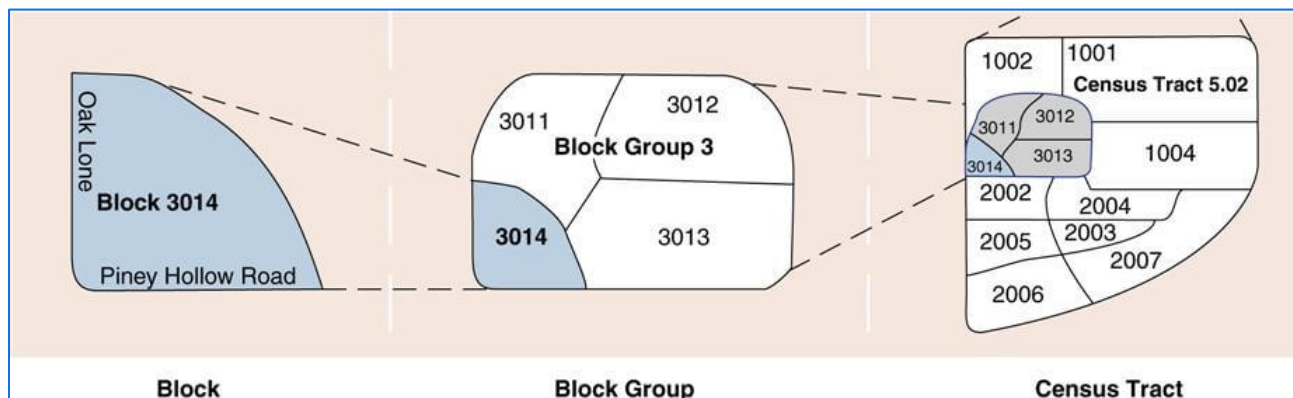 Oak Lone
Block 3014
Piney Hollow Road
Block
3011
3012
Block Group 3
3014
3013
Block Group
1002
1001
Census Tract 5.02
3011
3012
3014
3013
1004
2002
2004
2005
2003
2007
2006
Census Tract